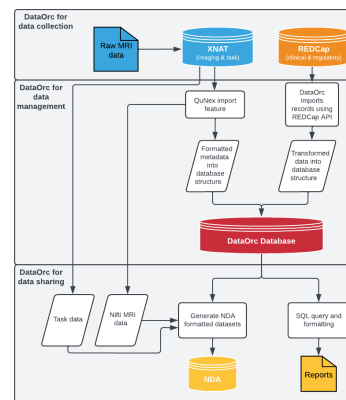 DataOrc for
data collection
Raw MRI
data
XNAT
(imaging & task)
REDCap
(clinical & regulatory)
DataOrc for
data
management
QuNex import
feature
DataOrc
imports
records using
REDCap API
Formatted
metadata
into
database
structure
Transformed
data into
database
structure
DataOrc Database
DataOrc for
data sharing
Task data
Nifti MRI
data
Generate NDA
formatted datasets
SQL query and
formatting
NDA
Reports